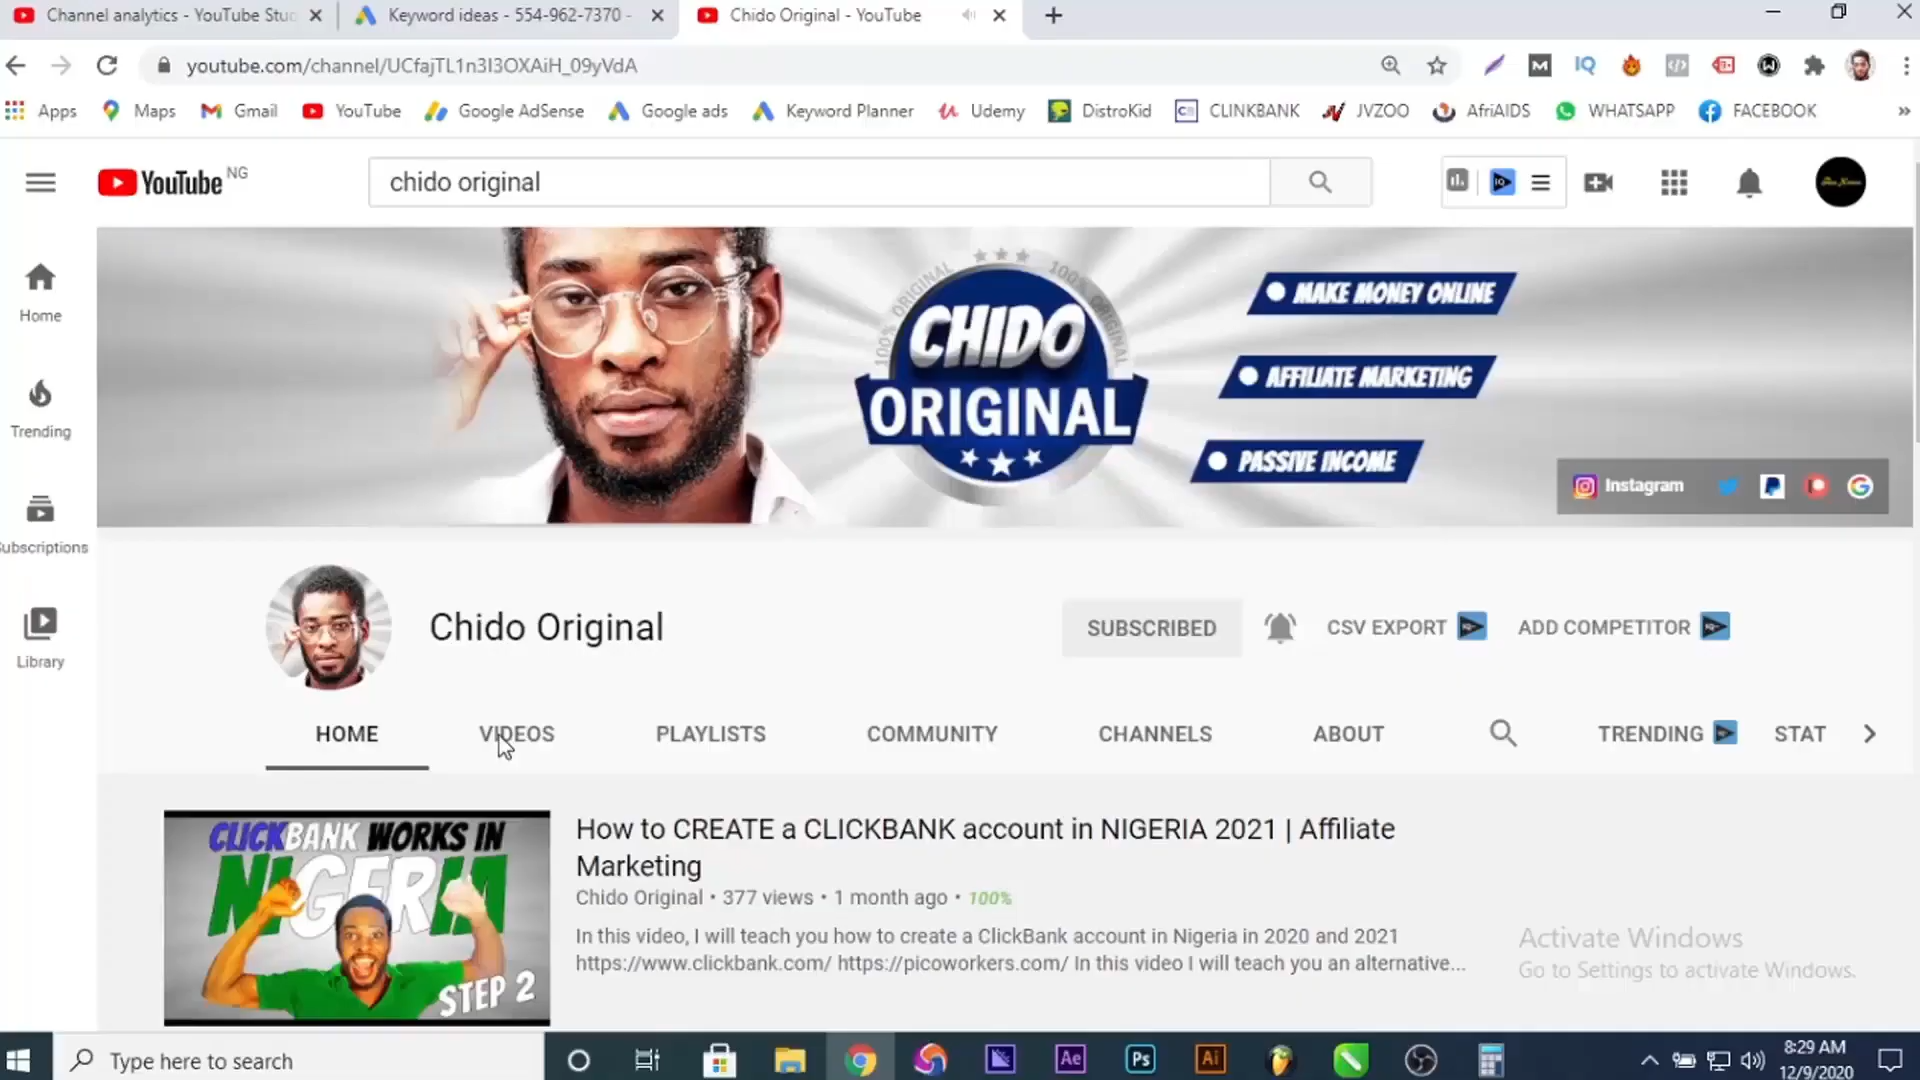 Channel analytics - YouTube Stu
Keyword ideas - 554-962-7370 -
Chido Original - YouTube
youtube.com/channel/UCfajTL1n3I3OXAiH_09yVdA
Apps
Maps
Gmail
YouTube
Google AdSense
Google ads
Keyword Planner
Udemy
DistroKid
CLINKBANK
JVZOO
AfriAIDS
WHATSAPP
FACEBOOK
YouTube NG
chido original
Home
Trending
Subscriptions
Library
100% ORIGINAL
100% ORIGINAL
CHIDO
ORIGINAL
MAKE MONEY ONLINE
AFFILIATE MARKETING
PASSIVE INCOME
Instagram
Chido Original
SUBSCRIBED
CSV EXPORT
ADD COMPETITOR
HOME
VIDEOS
PLAYLISTS
COMMUNITY
CHANNELS
ABOUT
TRENDING
STAT
CLICKBANK WORKS IN
NIGERIA
STEP 2
How to CREATE a CLICKBANK account in NIGERIA 2021 | Affiliate
Marketing
Chido Original • 377 views • 1 month ago • 100%
In this video, I will teach you how to create a ClickBank account in Nigeria in 2020 and 2021
https://www.clickbank.com/ https://picoworkers.com/ In this video I will teach you an alternative...
Activate Windows
Go to Settings to activate Windows.
Type here to search
Ae
Ps
Ai
8:29 AM
12/9/2020